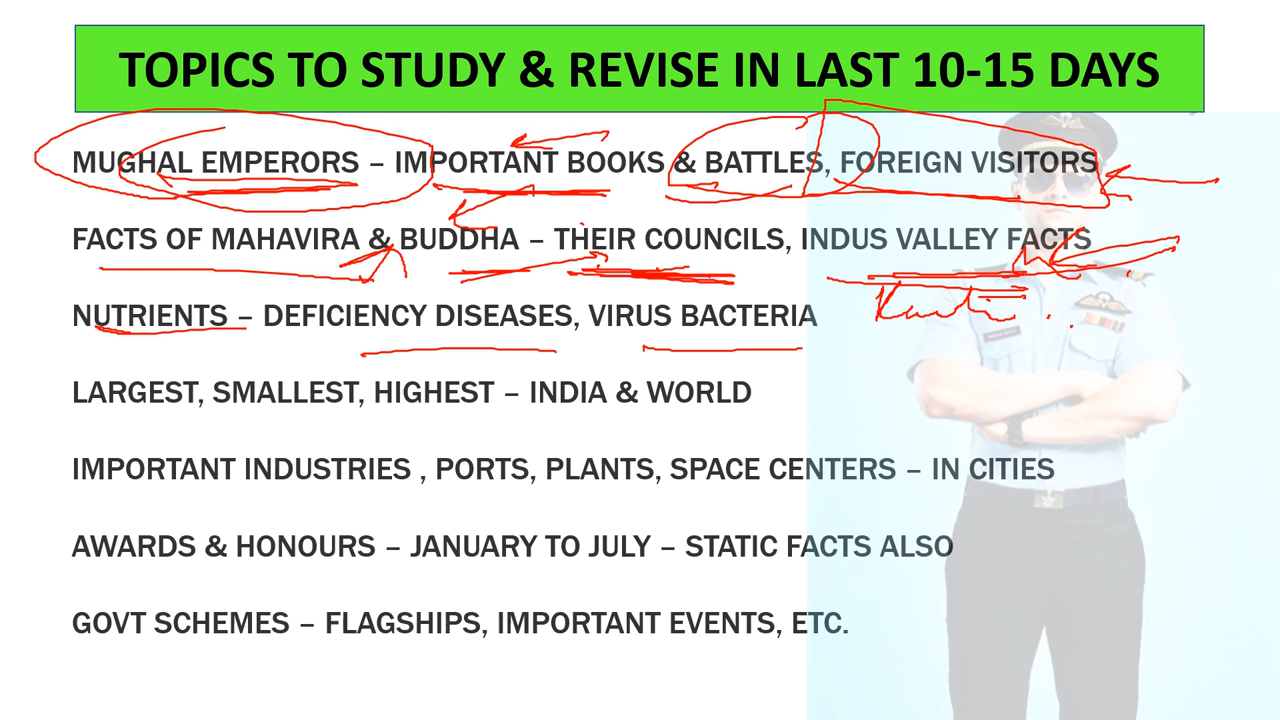 TOPICS TO STUDY & REVISE IN LAST 10-15 DAYS
MUGHAL EMPERORS – IMPORTANT BOOKS & BATTLES, FOREIGN VISITORS
FACTS OF MAHAVIRA & BUDDHA – THEIR COUNCILS, INDUS VALLEY FACTS
NUTRIENTS – DEFICIENCY DISEASES, VIRUS BACTERIA
LARGEST, SMALLEST, HIGHEST – INDIA & WORLD
IMPORTANT INDUSTRIES , PORTS, PLANTS, SPACE CENTERS – IN CITIES
AWARDS & HONOURS – JANUARY TO JULY – STATIC FACTS ALSO
GOVT SCHEMES – FLAGSHIPS, IMPORTANT EVENTS, ETC.